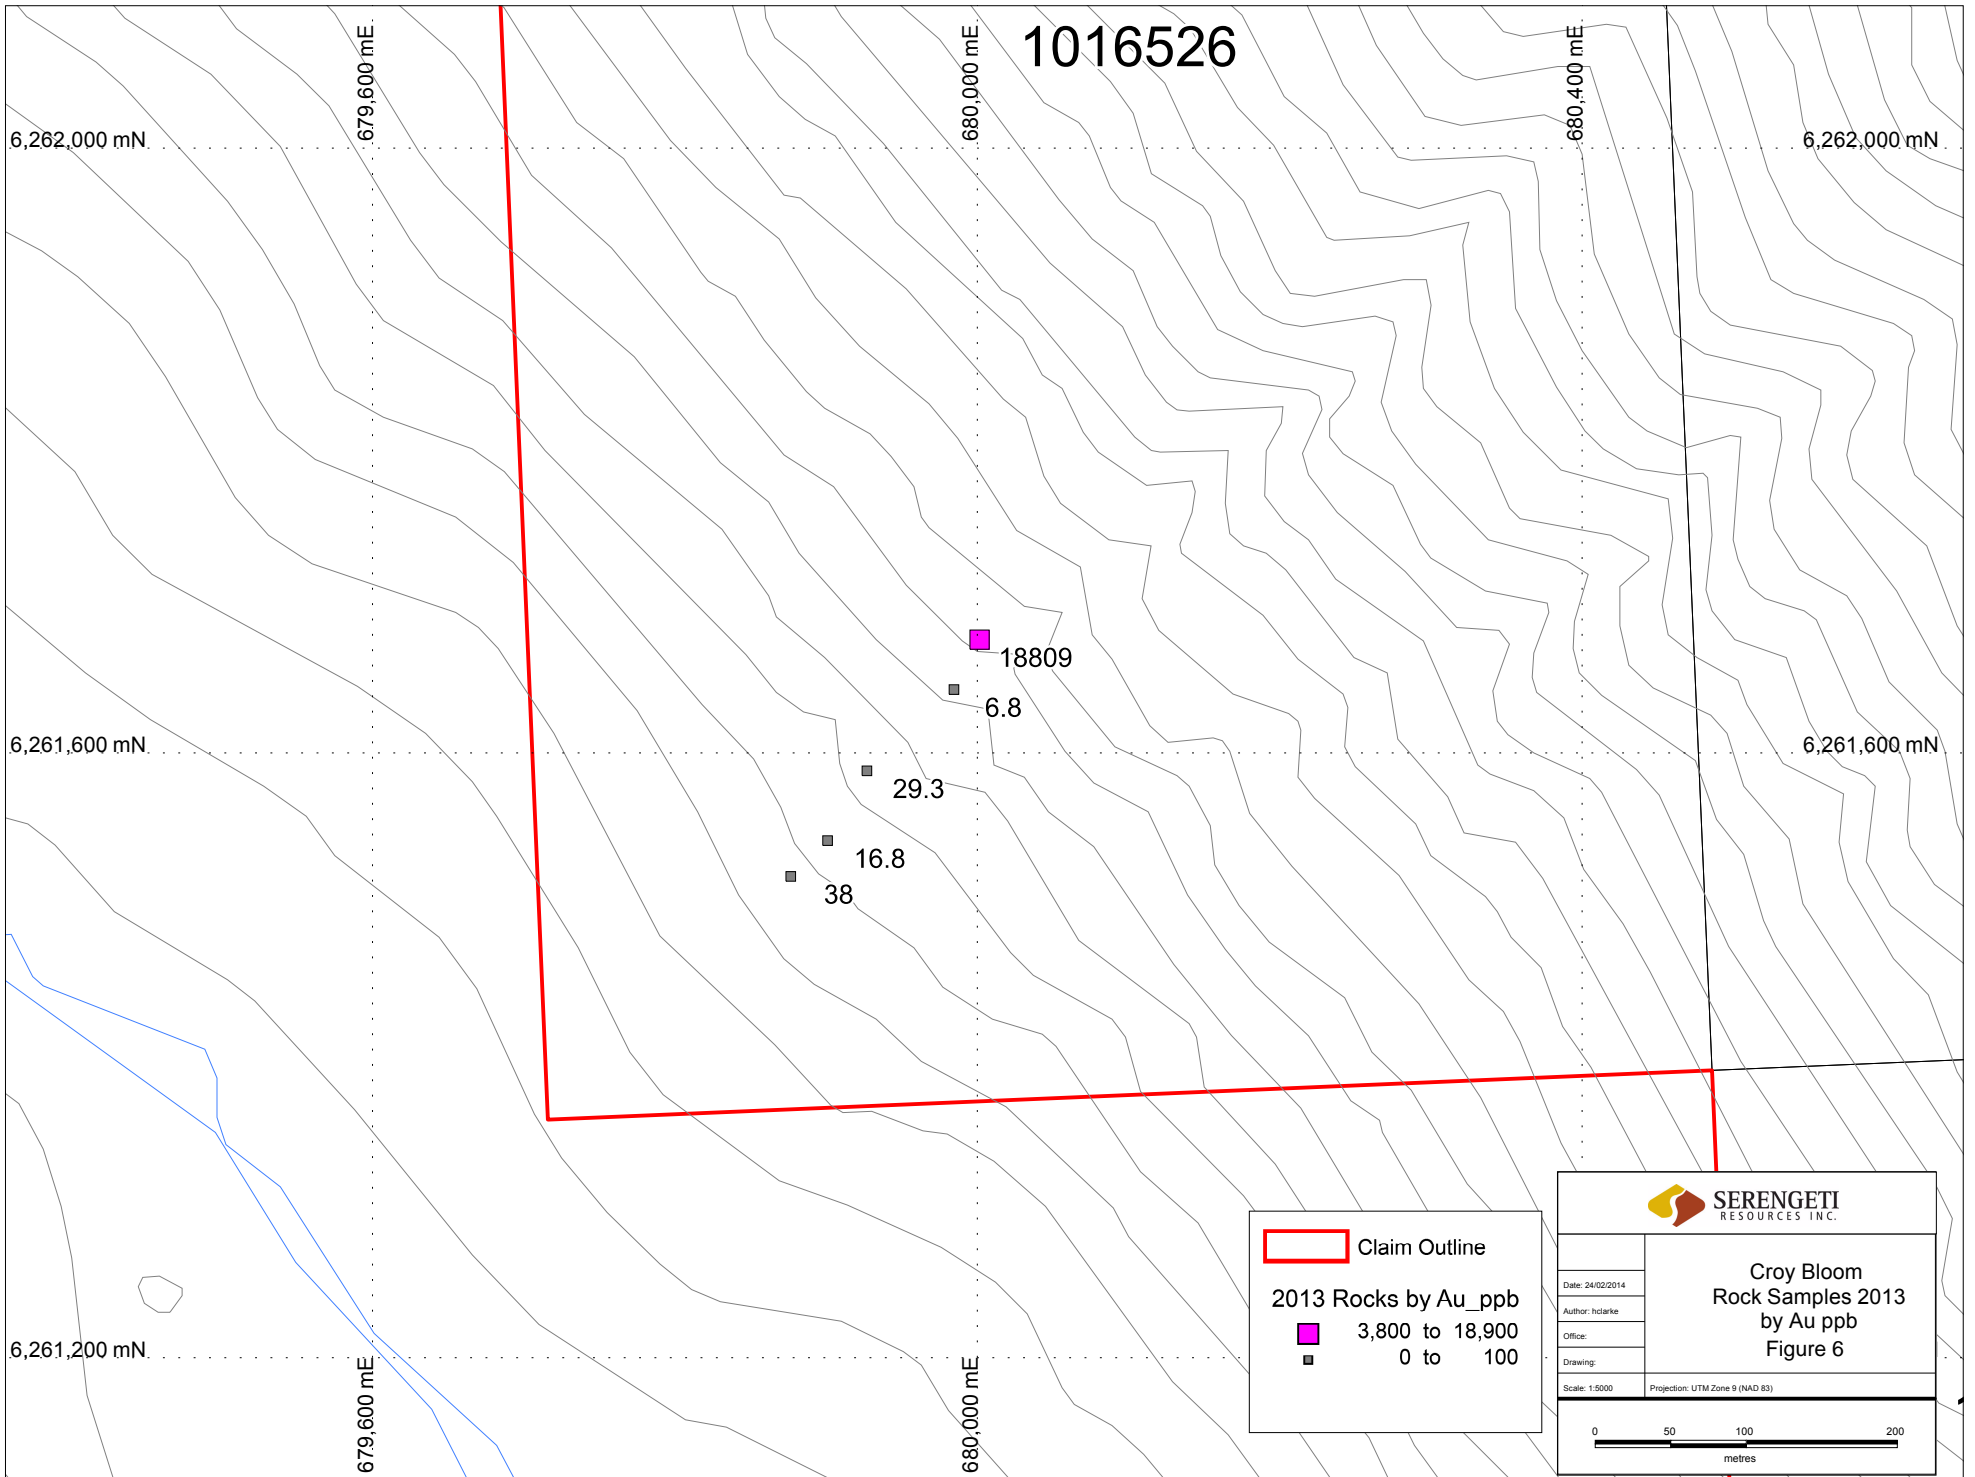 1016526
679,600 mE
680,000 mE
680,400 mE
6,262,000 mN
6,262,000 mN
18809
6.8
6,261,600 mN
6,261,600 mN
29.3
16.8
38
6,261,200 mN
679,600 mE
680,000 mE
Claim Outline
2013 Rocks by Au_ppb
3,800 to 18,900
0 to 100
SERENGETI
RESOURCES INC.
Date: 24/02/2014
Author: hclarke
Office:
Drawing:
Scale: 1:5000
Croy Bloom
Rock Samples 2013
by Au ppb
Figure 6
Projection: UTM Zone 9 (NAD 83)
0 50 100 200
metres